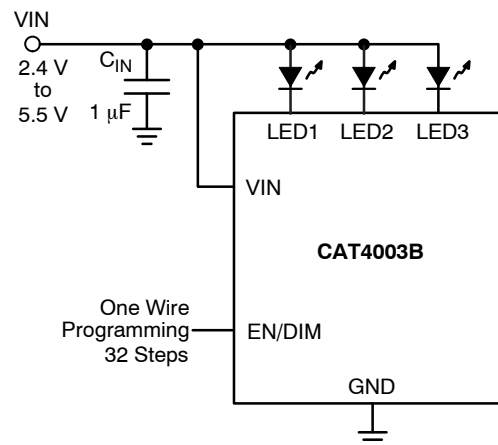 VIN
2.4 V
to
5.5 V
CIN
1 μF
LED1 LED2 LED3
VIN
CAT4003B
One Wire
Programming
32 Steps
EN/DIM
GND